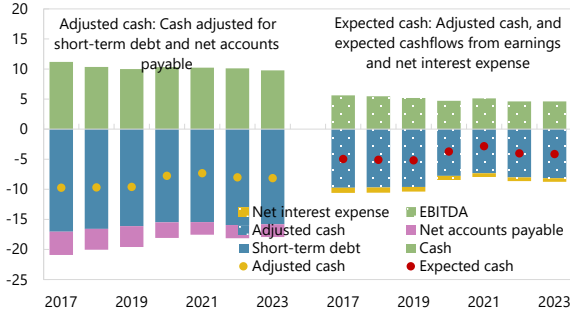 20
15
10
5
0
-5
-10
-15
-20
-25
Adjusted cash: Cash adjusted for
short-term debt and net accounts
payable
Expected cash: Adjusted cash, and
expected cashflows from earnings
and net interest expense
Net interest expense
EBITDA
Adjusted cash
Net accounts payable
Short-term debt
Cash
Adjusted cash
Expected cash
2017 2019 2021 2023 2017 2019 2021 2023